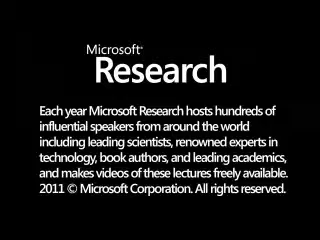 Microsoft®
Research
Each year Microsoft Research hosts hundreds of
influential speakers from around the world
including leading scientists, renowned experts in
technology, book authors, and leading academics,
and makes videos of these lectures freely available.
2011 © Microsoft Corporation. All rights reserved.